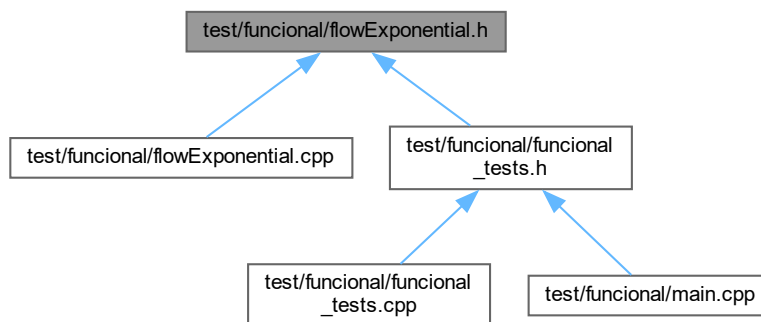 test/funcional/flowExponential.h
test/funcional/flowExponential.cpp
test/funcional/funcional
_tests.h
test/funcional/funcional
_tests.cpp
test/funcional/main.cpp